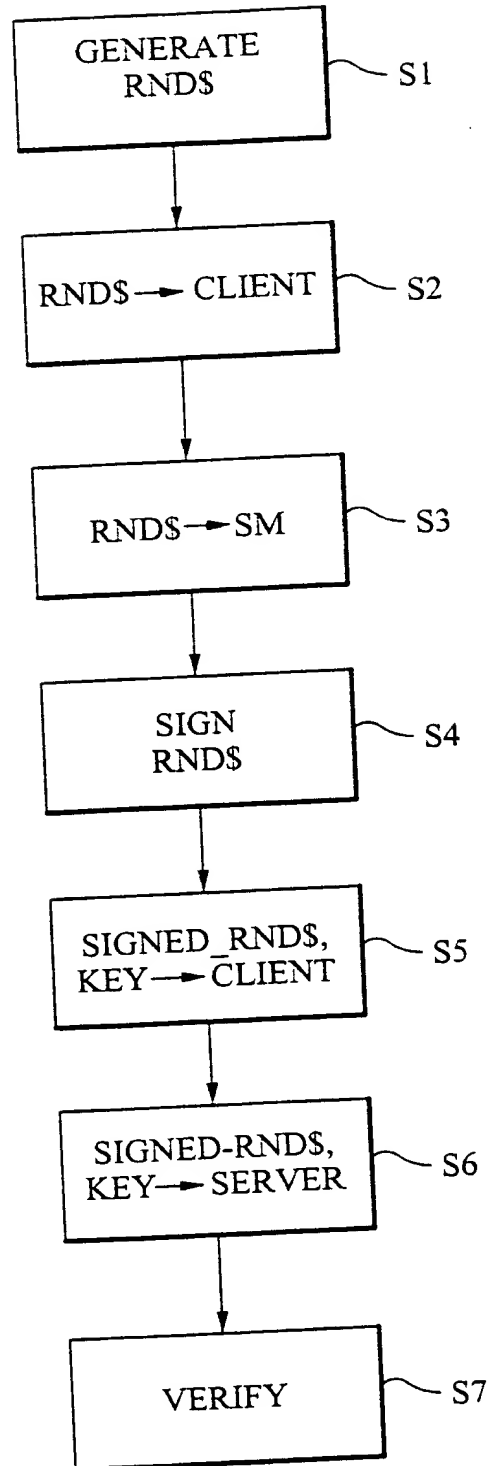 GENERATE
RND$
S1
RND$ → CLIENT
S2
RND$ → SM
S3
SIGN
RND$
S4
SIGNED_RND$,
KEY → CLIENT
S5
SIGNED-RND$,
KEY → SERVER
S6
VERIFY
S7